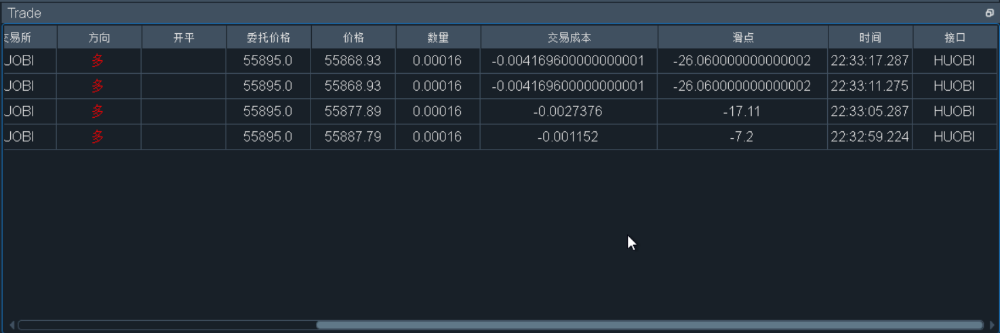 Trade
交易所 方向 开平 委托价格 价格 数量 交易成本 滑点 时间 接口
JOBI 多 55895.0 55868.93 0.00016 -0.0041696000000000001 -26.060000000000002 22:33:17.287 HUOBI
JOBI 多 55895.0 55868.93 0.00016 -0.0041696000000000001 -26.060000000000002 22:33:11.275 HUOBI
JOBI 多 55895.0 55877.89 0.00016 -0.0027376 -17.11 22:33:05.287 HUOBI
JOBI 多 55895.0 55887.79 0.00016 -0.001152 -7.2 22:32:59.224 HUOBI